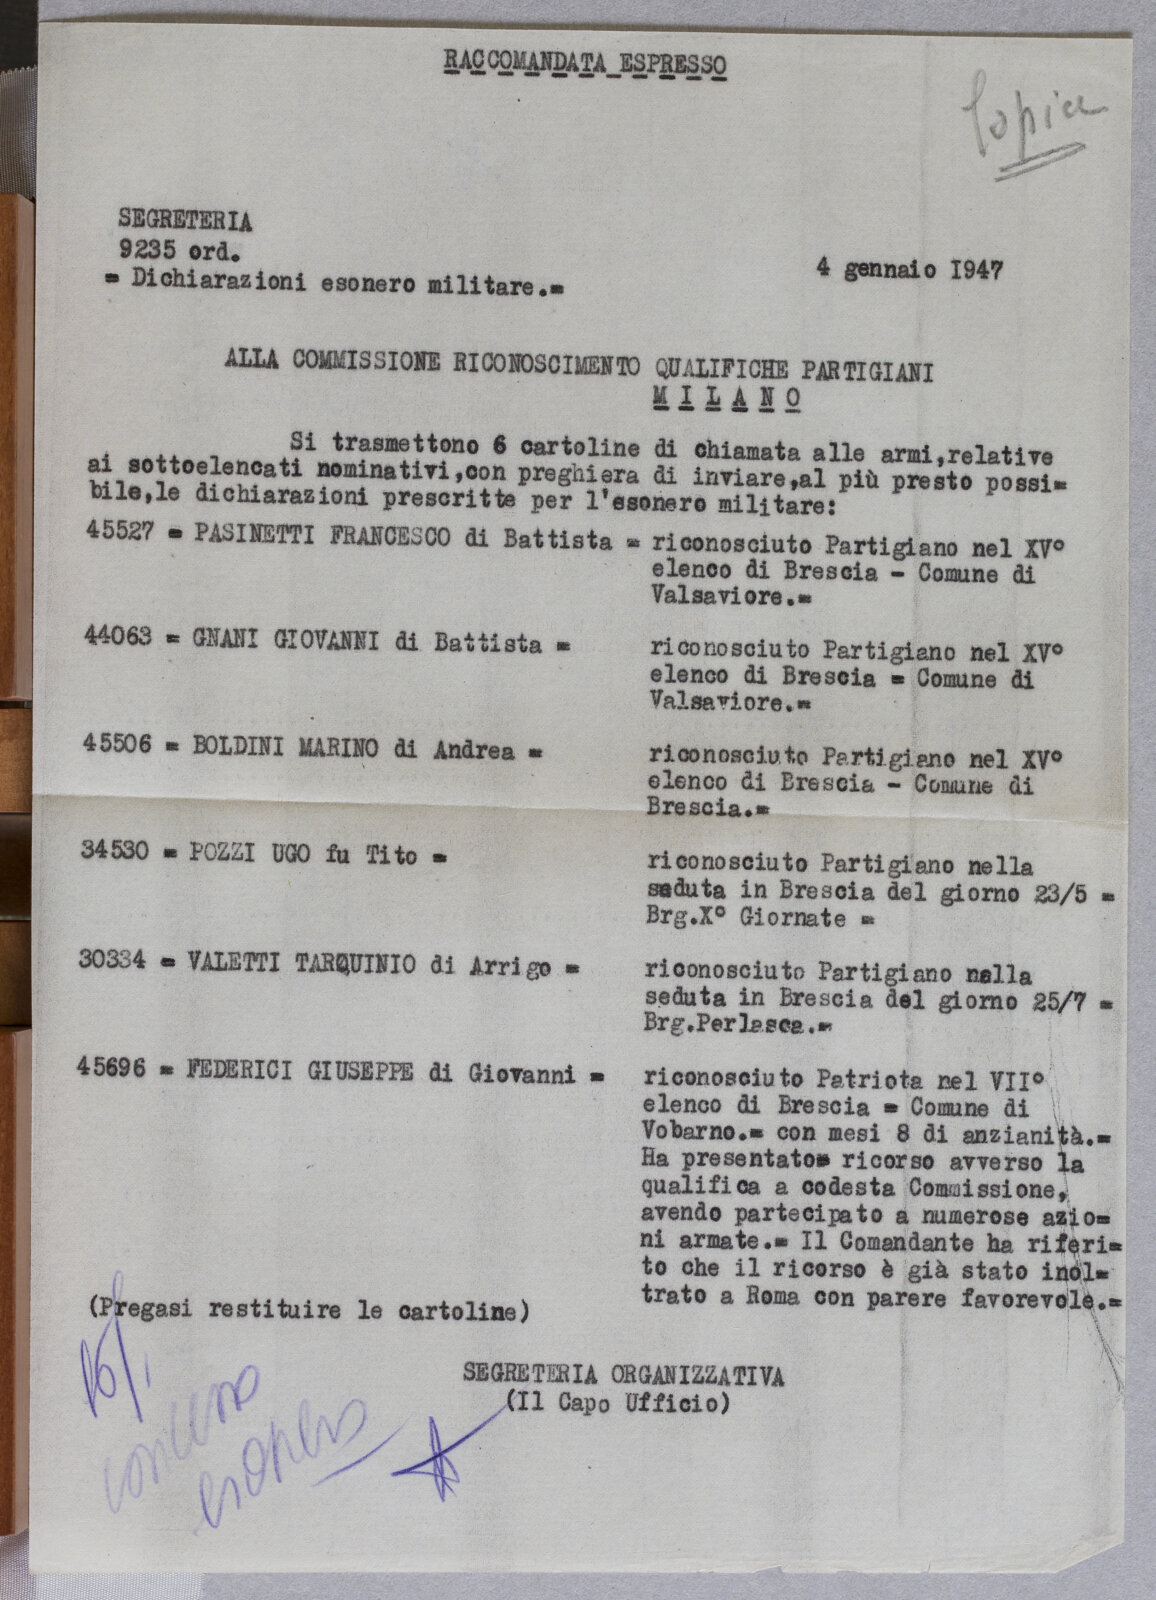 RACCOMANDATA ESPRESSO
Copia
SEGRETERIA
9235 ord.
= Dichiarazioni esonero militare.=
4 gennaio I947
ALLA COMMISSIONE RICONOSCIMENTO QUALIFICHE PARTIGIANI
M I L A N O
Si trasmettono 6 cartoline di chiamata alle armi,relative
ai sottoelencati nominativi,con preghiera di inviare,al più presto possi=
bile,le dichiarazioni prescritte per l'esonero militare:
45527 = PASINETTI FRANCESCO di Battista = riconosciuto Partigiano nel XV°
elenco di Brescia - Comune di
Valsaviore.=
44063 = GNANI GIOVANNI di Battista = riconosciuto Partigiano nel XV°
elenco di Brescia = Comune di
Valsaviore.=
45506 = BOLDINI MARINO di Andrea = riconosciuto Partigiano nel XV°
elenco di Brescia - Comune di
Brescia.=
34530 = POZZI UGO fu Tito = riconosciuto Partigiano nella
seduta in Brescia del giorno 23/5 =
Brg.X° Giornate =
30334 = VALETTI TARQUINIO di Arrigo = riconosciuto Partigiano nella
seduta in Brescia del giorno 25/7 =
Brg.Perlasca.=
45696 = FEDERICI GIUSEPPE di Giovanni = riconosciuto Patriota nel VII°
elenco di Brescia = Comune di
Vobarno.= con mesi 8 di anzianità.=
Ha presentato= ricorso avverso la
qualifica a codesta Commissione,
avendo partecipato a numerose azio=
ni armate.= Il Comandante ha riferi=
to che il ricorso è già stato inol=
trato a Roma con parere favorevole.=
(Pregasi restituire le cartoline)
SEGRETERIA ORGANIZZATIVA
(Il Capo Ufficio)